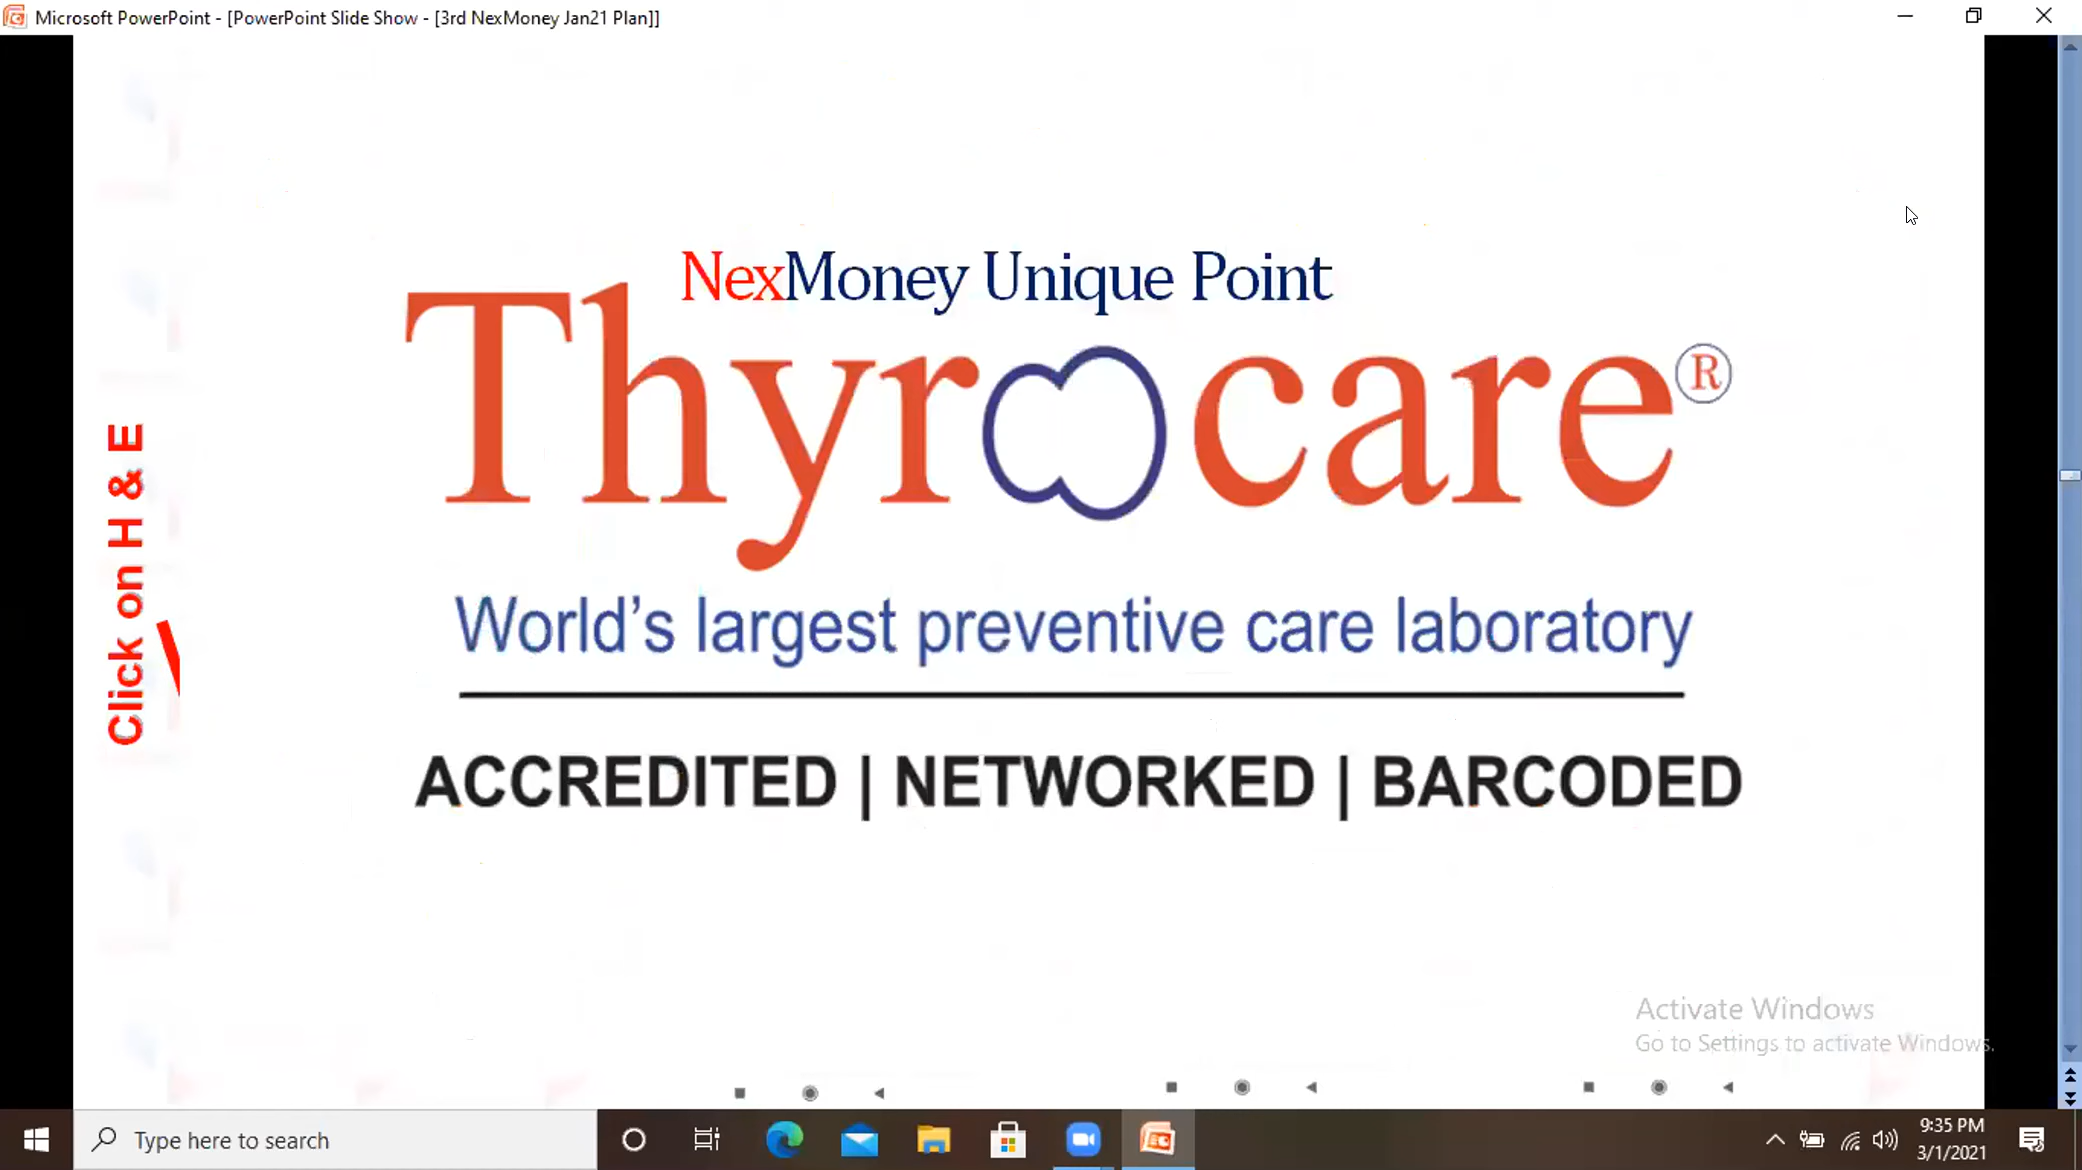 Microsoft PowerPoint - [PowerPoint Slide Show - [3rd NexMoney Jan21 Plan]]
NexMoney Unique Point
Thyrocare®
World's largest preventive care laboratory
ACCREDITED | NETWORKED | BARCODED
Click on H & E
Activate Windows
Go to Settings to activate Windows.
Type here to search
9:35 PM
3/1/2021